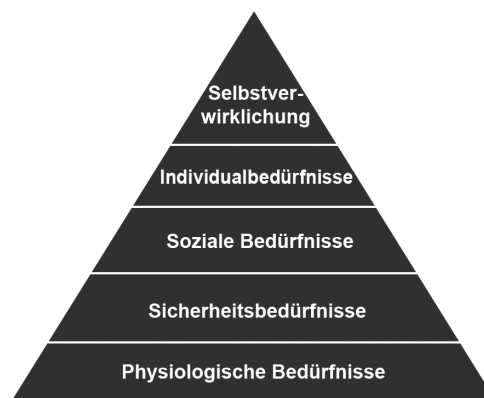 Selbstver-
wirklichung
Individualbedürfnisse
Soziale Bedürfnisse
Sicherheitsbedürfnisse
Physiologische Bedürfnisse